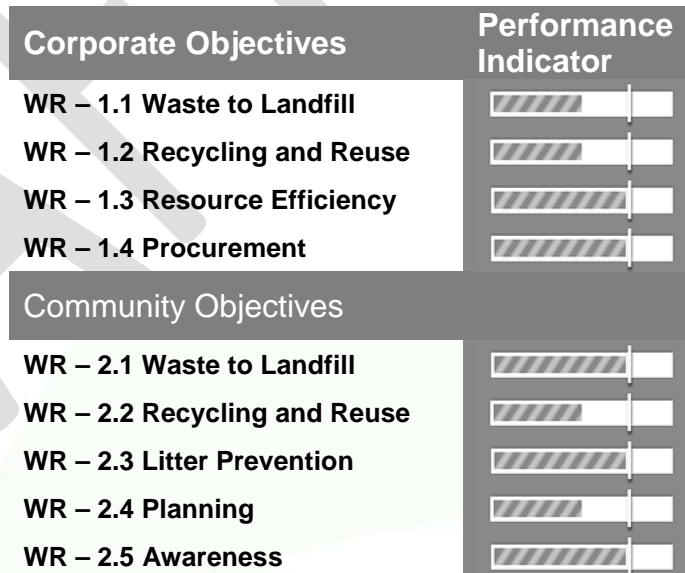 Corporate Objectives
Performance
Indicator
WR – 1.1 Waste to Landfill
WR – 1.2 Recycling and Reuse
WR – 1.3 Resource Efficiency
WR – 1.4 Procurement
Community Objectives
WR – 2.1 Waste to Landfill
WR – 2.2 Recycling and Reuse
WR – 2.3 Litter Prevention
WR – 2.4 Planning
WR – 2.5 Awareness